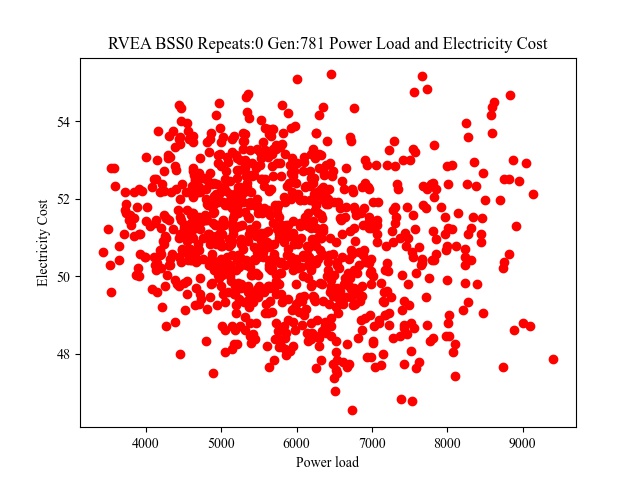 RVEA BSS0 Repeats:0 Gen:781 Power Load and Electricity Cost
Electricity Cost
54
52
50
48
4000 5000 6000 7000 8000 9000
Power load